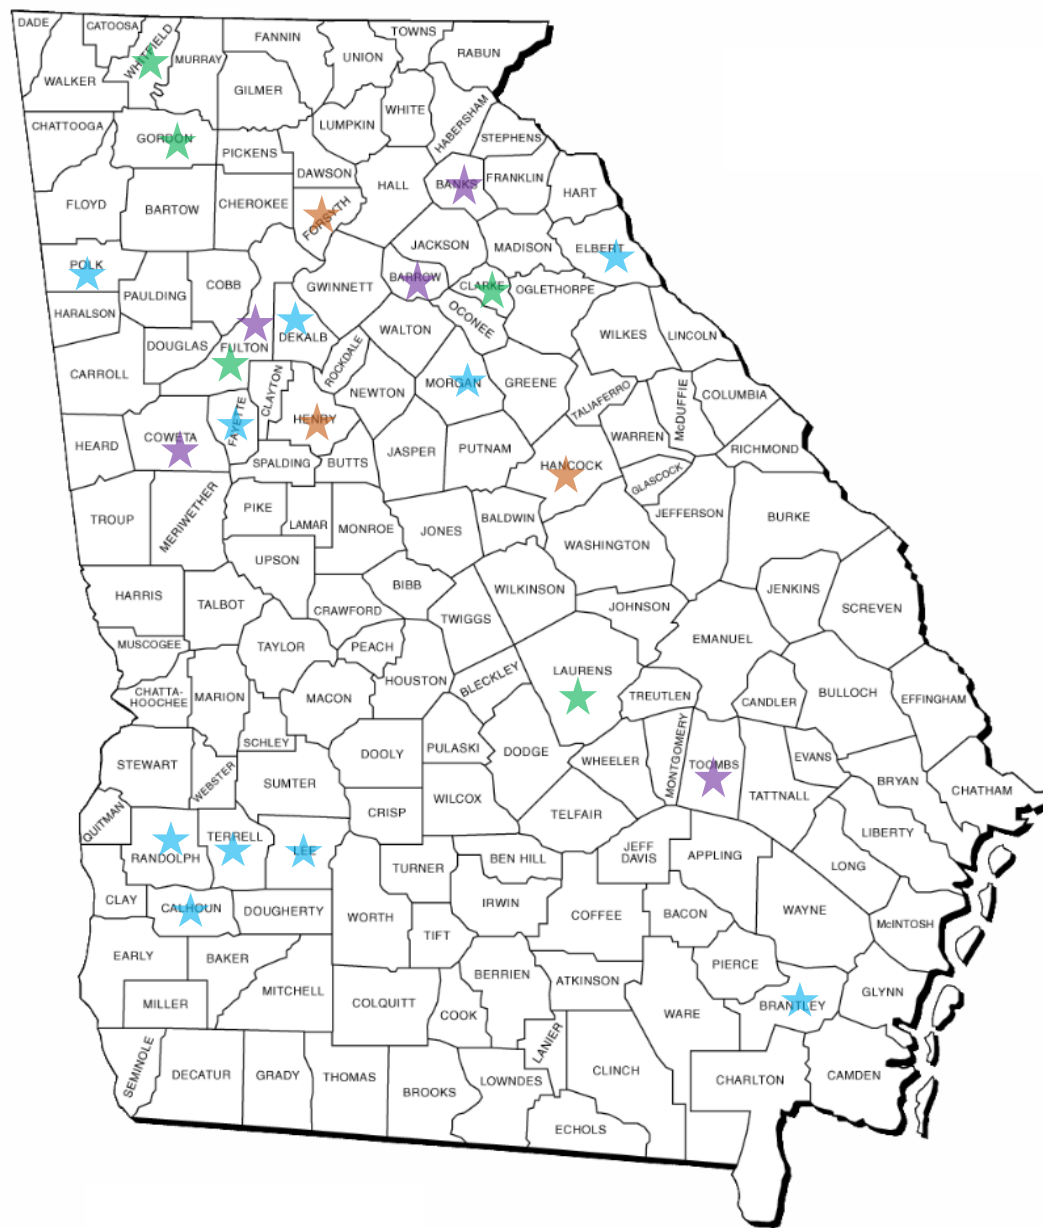 DADE
CATOOSA
WHITFIELD
MURRAY
FANNIN
UNION
TOWNS
RABUN
WALKER
GILMER
WHITE
HABERSHAM
LUMPKIN
STEPHENS
CHATTOOGA
GORDON
PICKENS
DAWSON
HALL
BANKS
FRANKLIN
HART
FLOYD
BARTOW
CHEROKEE
FORSYTH
JACKSON
MADISON
ELBERT
POLK
PAULDING
COBB
GWINNETT
BARROW
CLARKE
OGLETHORPE
HARALSON
DOUGLAS
FULTON
DEKALB
ROCKDALE
WALTON
OCONEE
WILKES
LINCOLN
CARROLL
CLAYTON
NEWTON
MORGAN
GREENE
TALIAFERRO
McDUFFIE
COLUMBIA
HEARD
COWETA
FAYETTE
HENRY
SPALDING
BUTTS
JASPER
PUTNAM
HANCOCK
WARREN
GLASCOCK
RICHMOND
TROUP
MERIWETHER
PIKE
LAMAR
MONROE
JONES
BALDWIN
WASHINGTON
JEFFERSON
BURKE
UPSON
BIBB
WILKINSON
JENKINS
SCREVEN
HARRIS
TALBOT
CRAWFORD
TWIGGS
JOHNSON
EMANUEL
MUSCOGEE
TAYLOR
PEACH
HOUSTON
BLECKLEY
LAURENS
TREUTLEN
CANDLER
BULLOCH
EFFINGHAM
CHATTA-
HOOCHEE
MARION
MACON
SCHLEY
DOOLY
PULASKI
DODGE
WHEELER
MONTGOMERY
TOOMBS
EVANS
BRYAN
CHATHAM
STEWART
WEBSTER
SUMTER
CRISP
WILCOX
TELFAIR
TATTNALL
LIBERTY
QUITMAN
RANDOLPH
TERRELL
LEE
TURNER
BEN HILL
JEFF
DAVIS
APPLING
LONG
CLAY
CALHOUN
DOUGHERTY
WORTH
TIFT
IRWIN
COFFEE
BACON
WAYNE
McINTOSH
EARLY
BAKER
MITCHELL
COLQUITT
BERRIEN
ATKINSON
PIERCE
BRANTLEY
GLYNN
MILLER
COOK
LANIER
WARE
SEMINOLE
DECATUR
GRADY
THOMAS
BROOKS
LOWNDES
CLINCH
CHARLTON
CAMDEN
ECHOLS